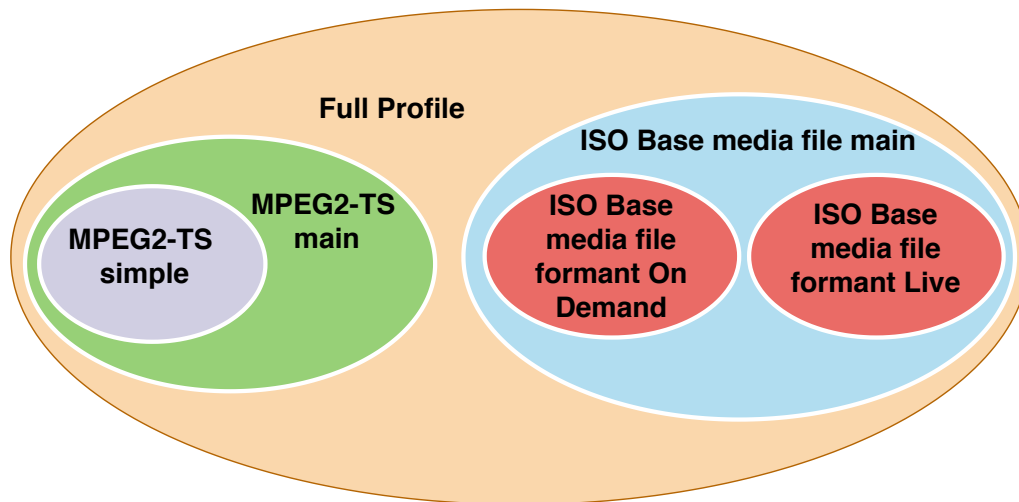 Full Profile
ISO Base media file main
MPEG2-TS
main
MPEG2-TS
simple
ISO Base
media file
formant On
Demand
ISO Base
media file
formant Live